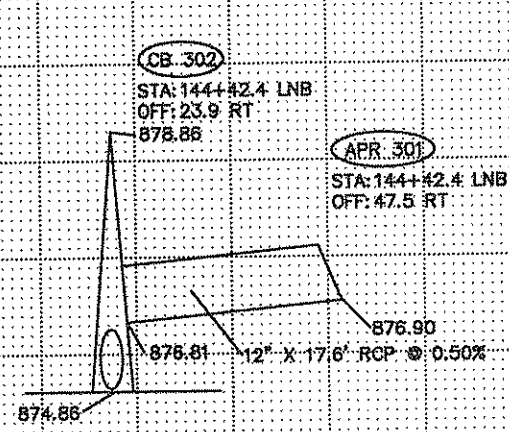 CB 302
STA:144+42.4 LNB
OFF:23.9 RT
878.86
APR 301
STA:144+42.4 LNB
OFF:47.5 RT
876.90
876.81
12" X 17.6' RCP @ 0.50%
874.86